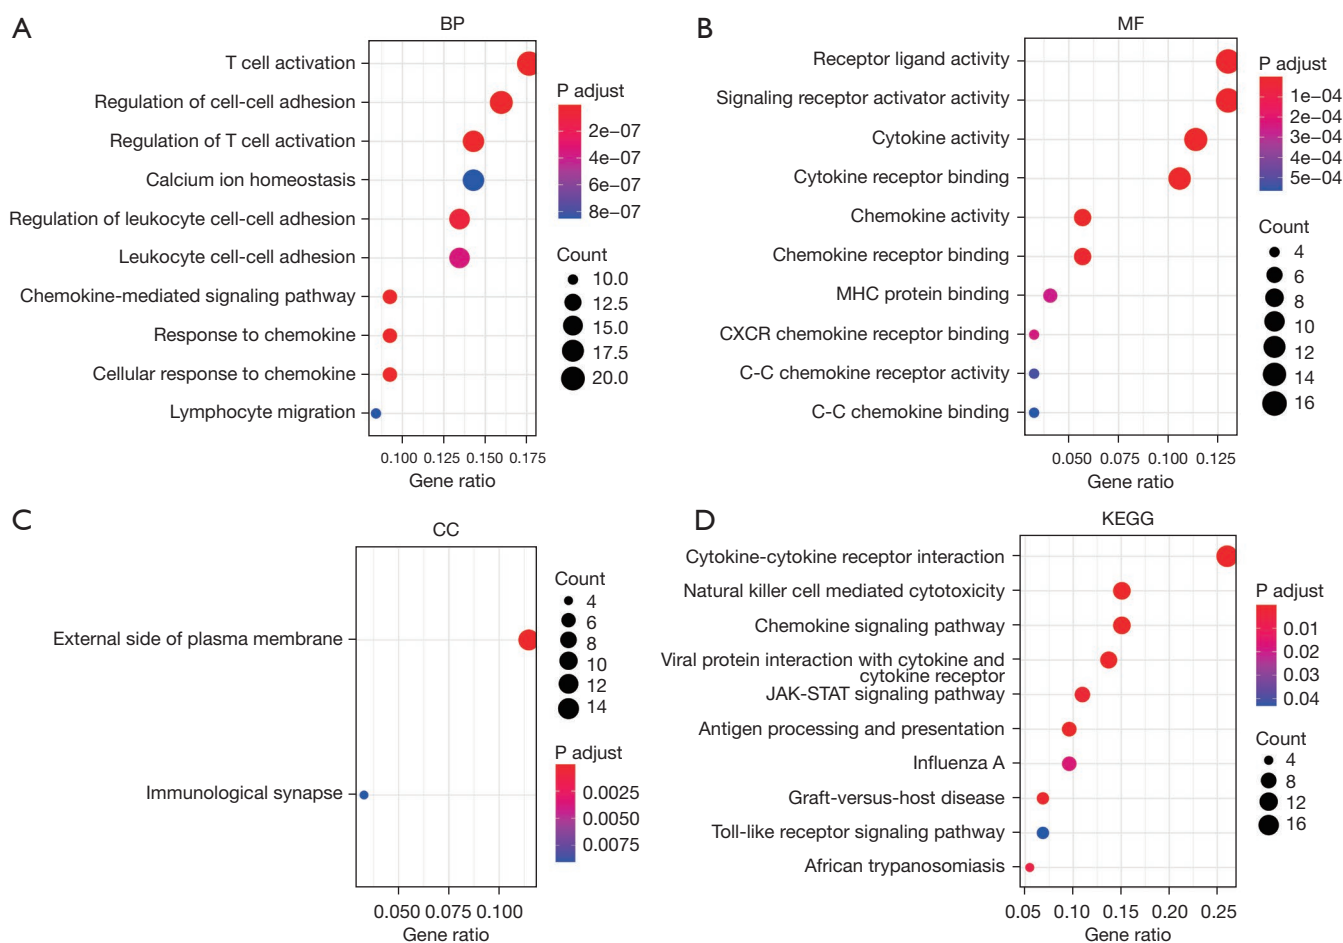 A
BP
T cell activation
Regulation of cell-cell adhesion
Regulation of T cell activation
Calcium ion homeostasis
Regulation of leukocyte cell-cell adhesion
Leukocyte cell-cell adhesion
Chemokine-mediated signaling pathway
Response to chemokine
Cellular response to chemokine
Lymphocyte migration
0.100 0.125 0.150 0.175
Gene ratio
P adjust
2e−07
4e−07
6e−07
8e−07
Count
10.0
12.5
15.0
17.5
20.0
B
MF
Receptor ligand activity
Signaling receptor activator activity
Cytokine activity
Cytokine receptor binding
Chemokine activity
Chemokine receptor binding
MHC protein binding
CXCR chemokine receptor binding
C-C chemokine receptor activity
C-C chemokine binding
0.050 0.075 0.100 0.125
Gene ratio
P adjust
1e−04
2e−04
3e−04
4e−04
5e−04
Count
4
6
8
10
12
14
16
C
CC
External side of plasma membrane
Immunological synapse
0.050 0.075 0.100
Gene ratio
Count
4
6
8
10
12
14
P adjust
0.0025
0.0050
0.0075
D
KEGG
Cytokine-cytokine receptor interaction
Natural killer cell mediated cytotoxicity
Chemokine signaling pathway
Viral protein interaction with cytokine and
cytokine receptor
JAK-STAT signaling pathway
Antigen processing and presentation
Influenza A
Graft-versus-host disease
Toll-like receptor signaling pathway
African trypanosomiasis
0.05 0.10 0.15 0.20 0.25
Gene ratio
P adjust
0.01
0.02
0.03
0.04
Count
4
8
12
16